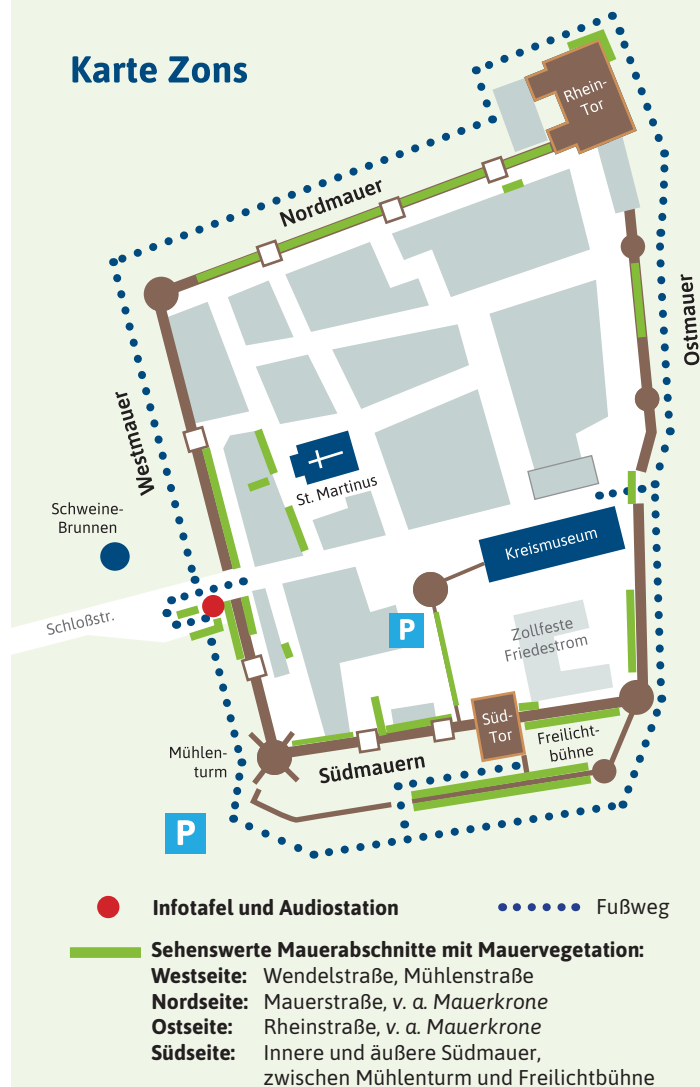 Karte Zons
Rhein-
Tor
Nordmauer
Ostmauer
Westmauer
St. Martinus
Schweine-
Brunnen
Kreismuseum
Schloßstr.
P
Zollfeste
Friedestrom
Süd-
Tor
Freilicht-
bühne
Mühlen-
turm
Südmauern
P
Infotafel und Audiostation
Fußweg
Sehenswerte Mauerabschnitte mit Mauervegetation:
Westseite: Wendelstraße, Mühlenstraße
Nordseite: Mauerstraße, v. a. Mauerkrone
Ostseite: Rheinstraße, v. a. Mauerkrone
Südseite: Innere und äußere Südmauer,
zwischen Mühlenturm und Freilichtbühne